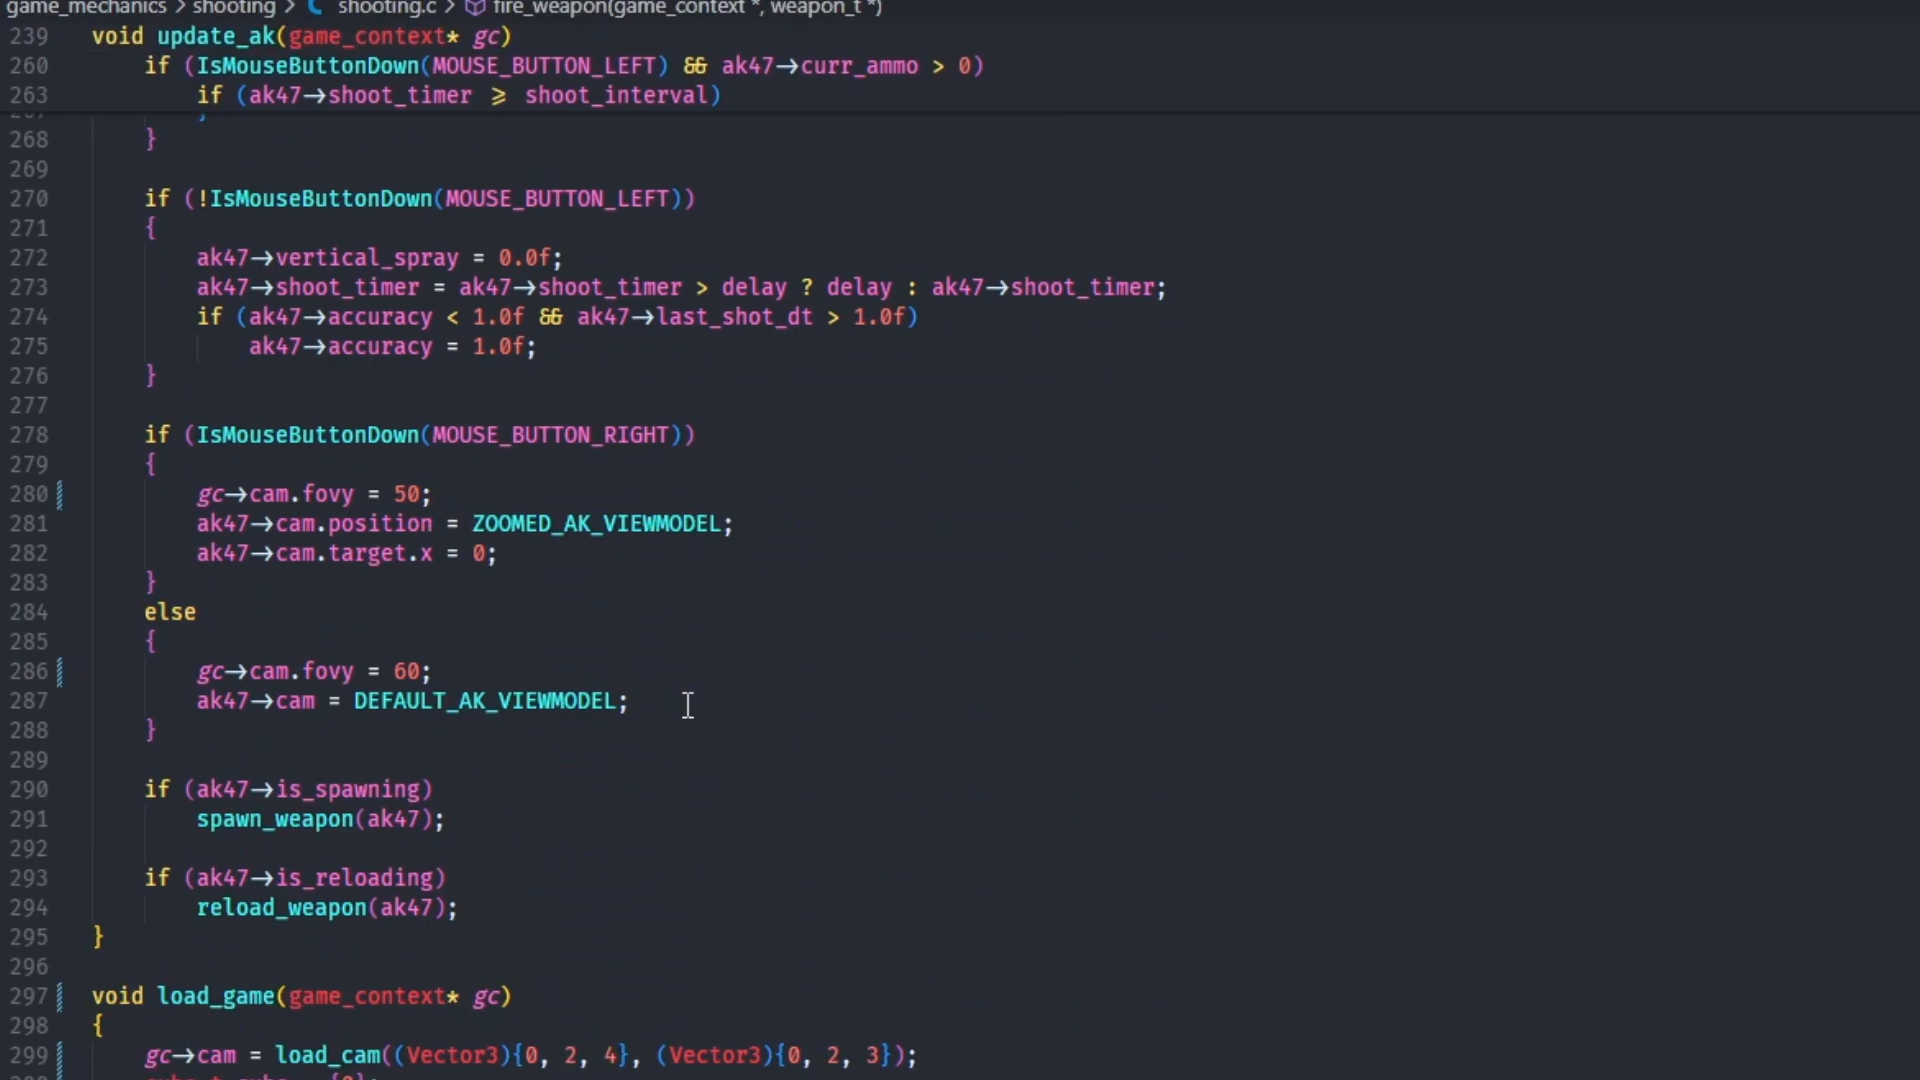 game_mechanics > shooting > C shooting.c > fire_weapon(game_context *, weapon_t *)
239 void update_ak(game_context* gc)
260 if (IsMouseButtonDown(MOUSE_BUTTON_LEFT) && ak47->curr_ammo > 0)
263 if (ak47->shoot_timer >= shoot_interval)
267 }
268 }
269
270 if (!IsMouseButtonDown(MOUSE_BUTTON_LEFT))
271 {
272 ak47->vertical_spray = 0.0f;
273 ak47->shoot_timer = ak47->shoot_timer > delay ? delay : ak47->shoot_timer;
274 if (ak47->accuracy < 1.0f && ak47->last_shot_dt > 1.0f)
275 ak47->accuracy = 1.0f;
276 }
277
278 if (IsMouseButtonDown(MOUSE_BUTTON_RIGHT))
279 {
280 gc->cam.fovy = 50;
281 ak47->cam.position = ZOOMED_AK_VIEWMODEL;
282 ak47->cam.target.x = 0;
283 }
284 else
285 {
286 gc->cam.fovy = 60;
287 ak47->cam = DEFAULT_AK_VIEWMODEL;
288 }
289
290 if (ak47->is_spawning)
291 spawn_weapon(ak47);
292
293 if (ak47->is_reloading)
294 reload_weapon(ak47);
295 }
296
297 void load_game(game_context* gc)
298 {
299 gc->cam = load_cam((Vector3){0, 2, 4}, (Vector3){0, 2, 3});